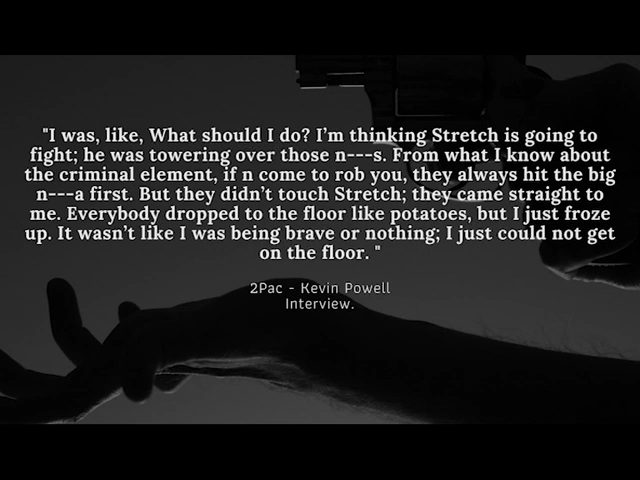 "I was, like, What should I do? I'm thinking Stretch is going to
fight; he was towering over those n---s. From what I know about
the criminal element, if n come to rob you, they always hit the big
n---a first. But they didn't touch Stretch; they came straight to
me. Everybody dropped to the floor like potatoes, but I just froze
up. It wasn't like I was being brave or nothing; I just could not get
on the floor. "
2Pac - Kevin Powell
Interview.